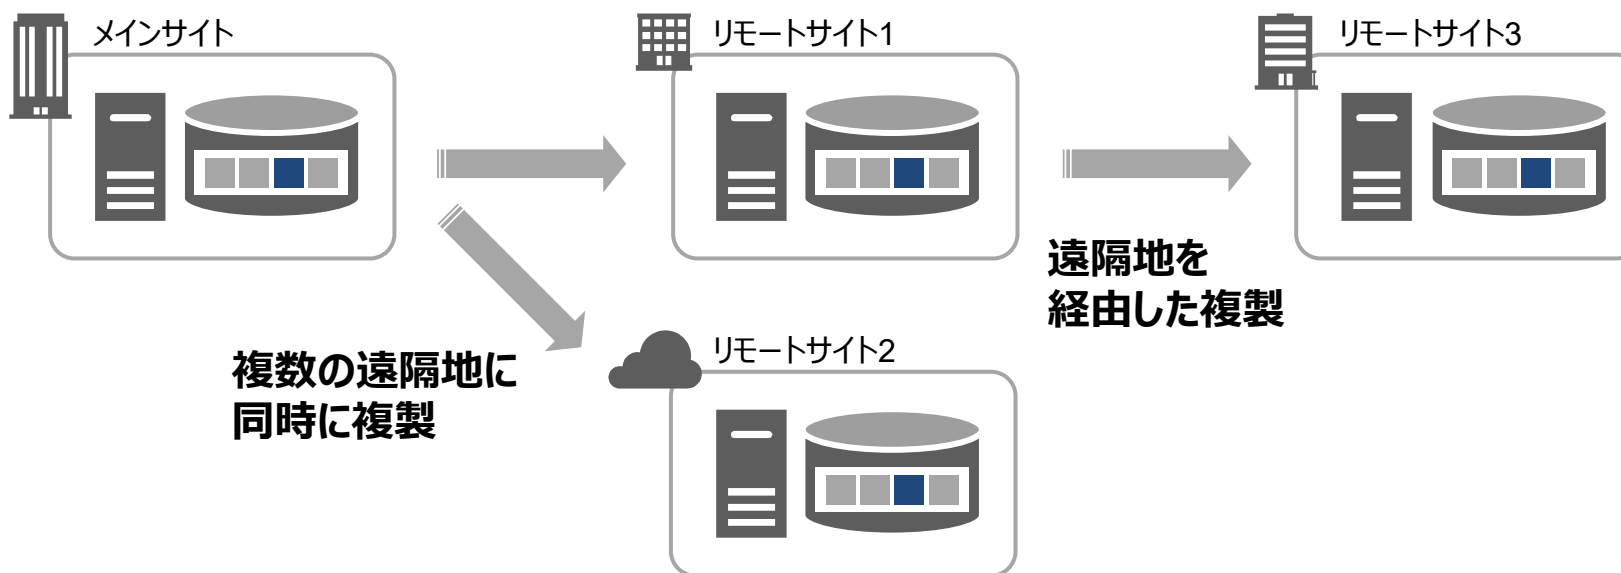 メインサイト
リモートサイト1
リモートサイト3
遠隔地を
経由した複製
リモートサイト2
複数の遠隔地に
同時に複製